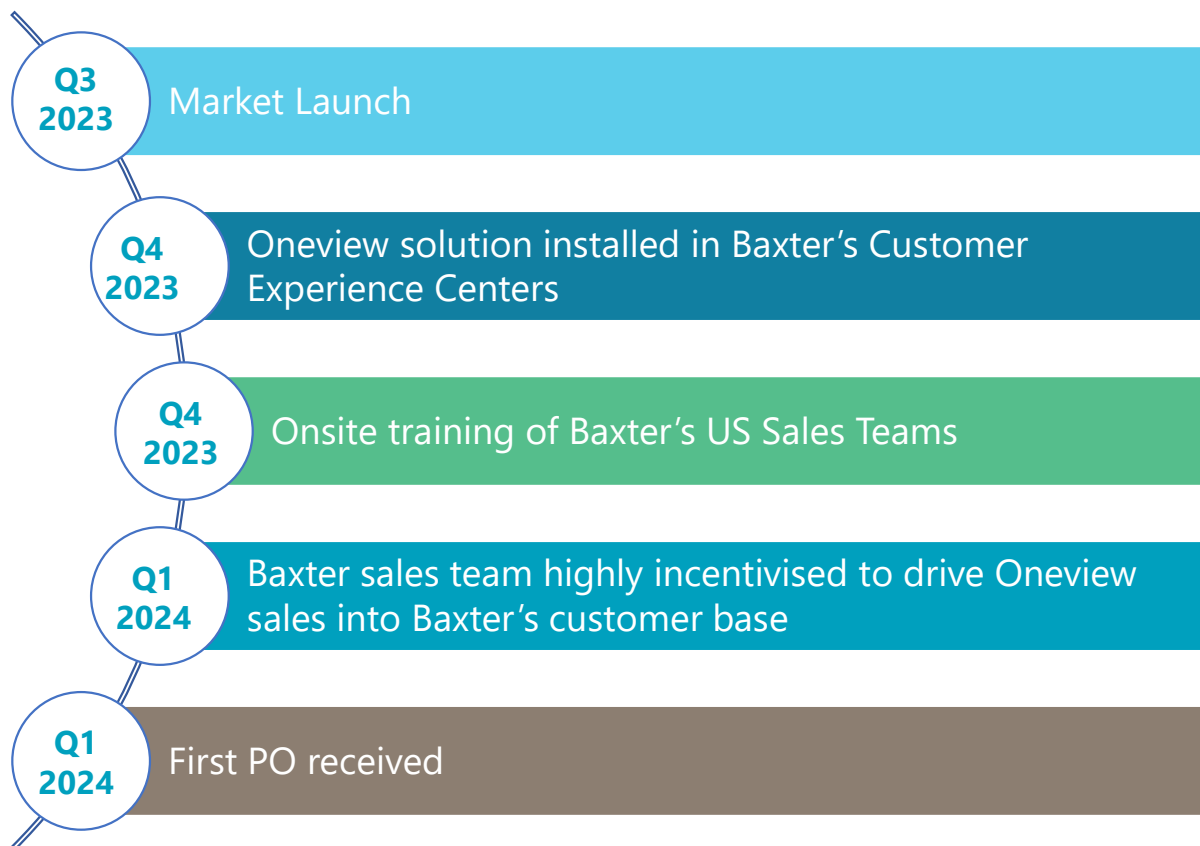 Q3
2023
Market Launch
Q4
2023
Oneview solution installed in Baxter’s Customer
Experience Centers
Q4
2023
Onsite training of Baxter’s US Sales Teams
Q1
2024
Baxter sales team highly incentivised to drive Oneview
sales into Baxter’s customer base
Q1
2024
First PO received